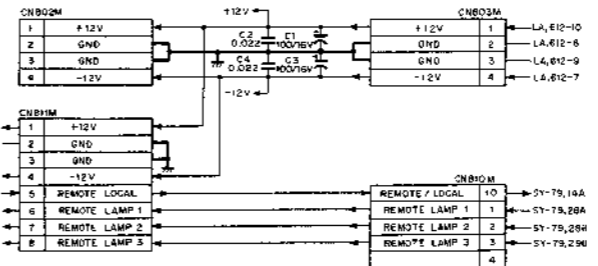 CN802M +12V CN803M
1 +12V +12V 1 LA,612-10
C2 0.022 C1 100/16V
2 GND GND 2 LA,612-8
3 GND GND 3 LA,612-9
C4 0.022 C3 100/16V
4 -12V -12V 4 LA,612-7
-12V
CN811M
1 +12V
2 GND
3 GND
4 -12V CN810M
5 REMOTE LOCAL REMOTE / LOCAL 10 SY-79,14A
6 REMOTE LAMP 1 REMOTE LAMP 1 1 SY-79,28A
7 REMOTE LAMP 2 REMOTE LAMP 2 2 SY-79,28B
8 REMOTE LAMP 3 REMOTE LAMP 3 3 SY-79,29B
4